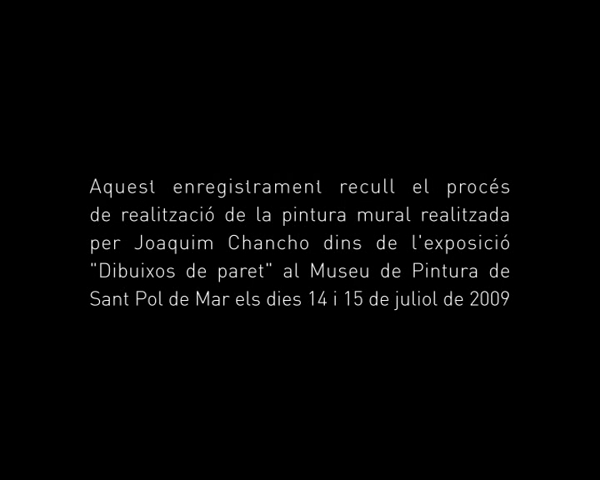 Aquest enregistrament recull el procés
de realització de la pintura mural realitzada
per Joaquim Chancho dins de l'exposició
"Dibuixos de paret" al Museu de Pintura de
Sant Pol de Mar els dies 14 i 15 de juliol de 2009